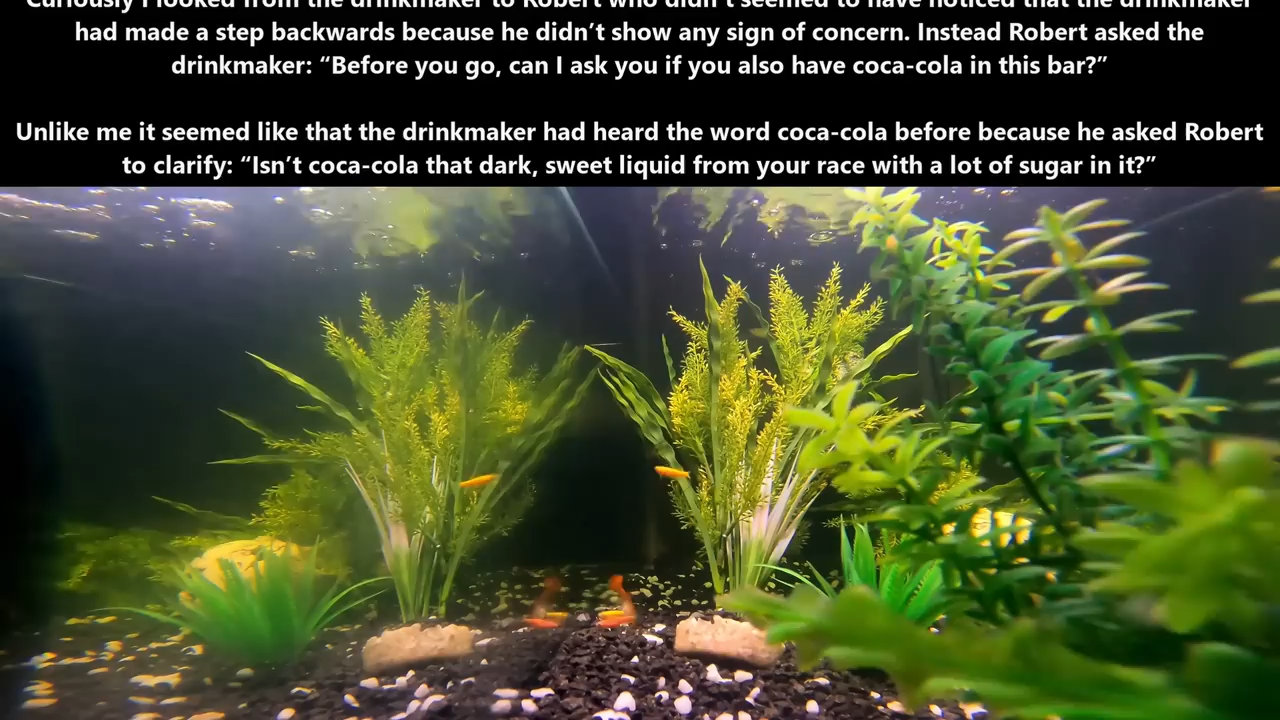 Curiously I looked from the drinkmaker to Robert who didn't seemed to have noticed that the drinkmaker
had made a step backwards because he didn’t show any sign of concern. Instead Robert asked the
drinkmaker: “Before you go, can I ask you if you also have coca-cola in this bar?”
Unlike me it seemed like that the drinkmaker had heard the word coca-cola before because he asked Robert
to clarify: “Isn’t coca-cola that dark, sweet liquid from your race with a lot of sugar in it?”